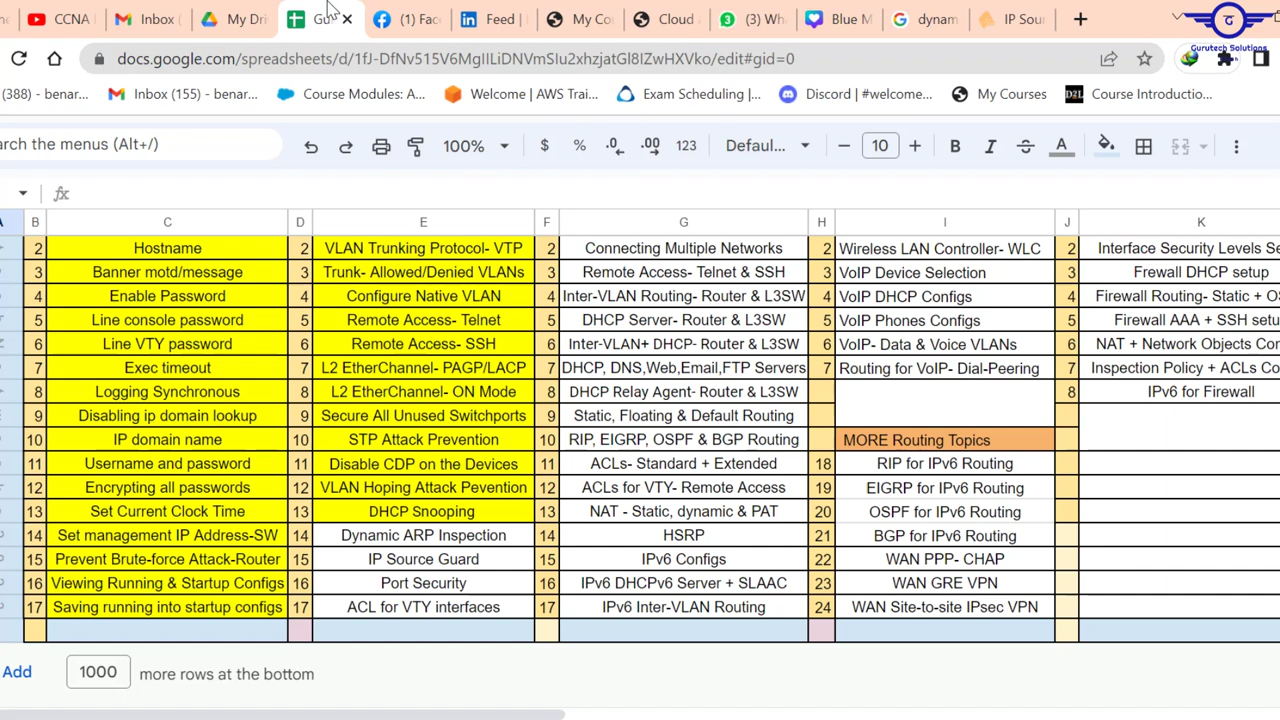 CCNA
Inbox (
My Dri
Gu
(1) Fac
Feed |
My Co
Cloud
(3) Wh
Blue M
dynam
IP Sour
Gurutech Solutions
docs.google.com/spreadsheets/d/1fJ-DfNv515V6MgIILiDNVmSIux2xhzjatGl8IZwHXVko/edit#gid=0
(388) - benar...
Inbox (155) - benar...
Course Modules: A...
Welcome | AWS Trai...
Exam Scheduling |...
Discord | #welcome...
My Courses
D2L
Course Introductio...
arch the menus (Alt+/)
100%
$
%
.0
.00
123
Defaul...
10
B
I
S
A
fx
B C D E F G H I J K
2 Hostname 2 VLAN Trunking Protocol- VTP 2 Connecting Multiple Networks 2 Wireless LAN Controller- WLC 2 Interface Security Levels Se
3 Banner motd/message 3 Trunk- Allowed/Denied VLANs 3 Remote Access- Telnet & SSH 3 VoIP Device Selection 3 Firewall DHCP setup
4 Enable Password 4 Configure Native VLAN 4 Inter-VLAN Routing- Router & L3SW 4 VoIP DHCP Configs 4 Firewall Routing- Static + OS
5 Line console password 5 Remote Access- Telnet 5 DHCP Server- Router & L3SW 5 VoIP Phones Configs 5 Firewall AAA + SSH setu
6 Line VTY password 6 Remote Access- SSH 6 Inter-VLAN+ DHCP- Router & L3SW 6 VoIP- Data & Voice VLANs 6 NAT + Network Objects Cor
7 Exec timeout 7 L2 EtherChannel- PAGP/LACP 7 DHCP, DNS,Web,Email,FTP Servers 7 Routing for VoIP- Dial-Peering 7 Inspection Policy + ACLs Co
8 Logging Synchronous 8 L2 EtherChannel- ON Mode 8 DHCP Relay Agent- Router & L3SW 8 IPv6 for Firewall
9 Disabling ip domain lookup 9 Secure All Unused Switchports 9 Static, Floating & Default Routing
10 IP domain name 10 STP Attack Prevention 10 RIP, EIGRP, OSPF & BGP Routing MORE Routing Topics
11 Username and password 11 Disable CDP on the Devices 11 ACLs- Standard + Extended 18 RIP for IPv6 Routing
12 Encrypting all passwords 12 VLAN Hoping Attack Pevention 12 ACLs for VTY- Remote Access 19 EIGRP for IPv6 Routing
13 Set Current Clock Time 13 DHCP Snooping 13 NAT - Static, dynamic & PAT 20 OSPF for IPv6 Routing
14 Set management IP Address-SW 14 Dynamic ARP Inspection 14 HSRP 21 BGP for IPv6 Routing
15 Prevent Brute-force Attack-Router 15 IP Source Guard 15 IPv6 Configs 22 WAN PPP- CHAP
16 Viewing Running & Startup Configs 16 Port Security 16 IPv6 DHCPv6 Server + SLAAC 23 WAN GRE VPN
17 Saving running into startup configs 17 ACL for VTY interfaces 17 IPv6 Inter-VLAN Routing 24 WAN Site-to-site IPsec VPN
Add 1000 more rows at the bottom